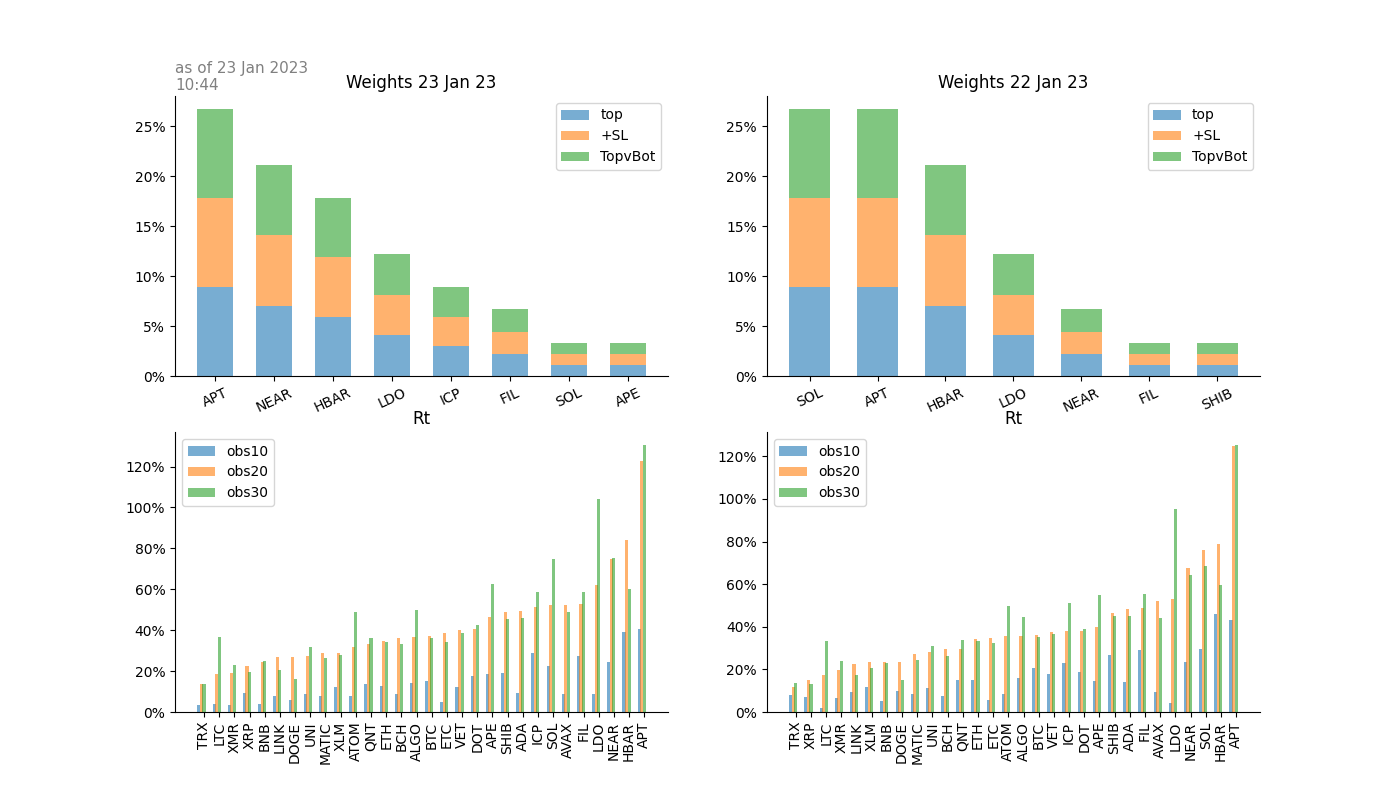 as of 23 Jan 2023
10:44
Weights 23 Jan 23
25%
20%
15%
10%
5%
0%
top
+SL
TopvBot
APT NEAR HBAR LDO ICP FIL SOL APE
Weights 22 Jan 23
25%
20%
15%
10%
5%
0%
top
+SL
TopvBot
SOL APT HBAR LDO NEAR FIL SHIB
Rt
120%
100%
80%
60%
40%
20%
0%
obs10
obs20
obs30
TRX LTC XMR XRP BNB LINK DOGE UNI MATIC XLM ATOM QNT ETH BCH ALGO BTC ETC VET DOT APE SHIB ADA ICP SOL AVAX FIL LDO NEAR HBAR APT
Rt
120%
100%
80%
60%
40%
20%
0%
obs10
obs20
obs30
TRX XRP LTC XMR LINK XLM BNB DOGE MATIC UNI BCH QNT ETH ETC ATOM ALGO BTC VET ICP DOT APE SHIB ADA FIL AVAX LDO NEAR SOL HBAR APT